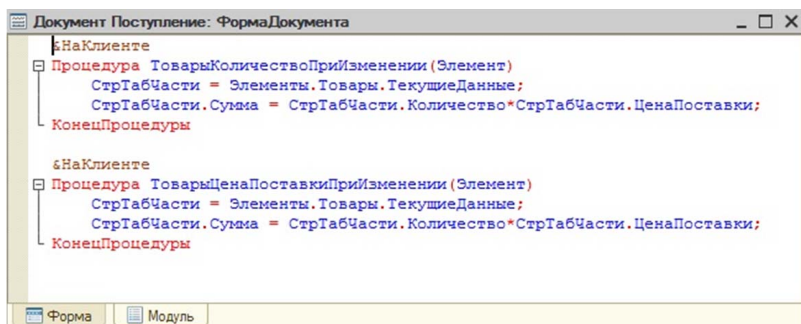 Документ Поступление: ФормаДокумента
&НаКлиенте
Процедура ТоварыКоличествоПриИзменении(Элемент)
СтрТабЧасти = Элементы.Товары.ТекущиеДанные;
СтрТабЧасти.Сумма = СтрТабЧасти.Количество*СтрТабЧасти.ЦенаПоставки;
КонецПроцедуры
&НаКлиенте
Процедура ТоварыЦенаПоставкиПриИзменении(Элемент)
СтрТабЧасти = Элементы.Товары.ТекущиеДанные;
СтрТабЧасти.Сумма = СтрТабЧасти.Количество*СтрТабЧасти.ЦенаПоставки;
КонецПроцедуры
Форма Модуль